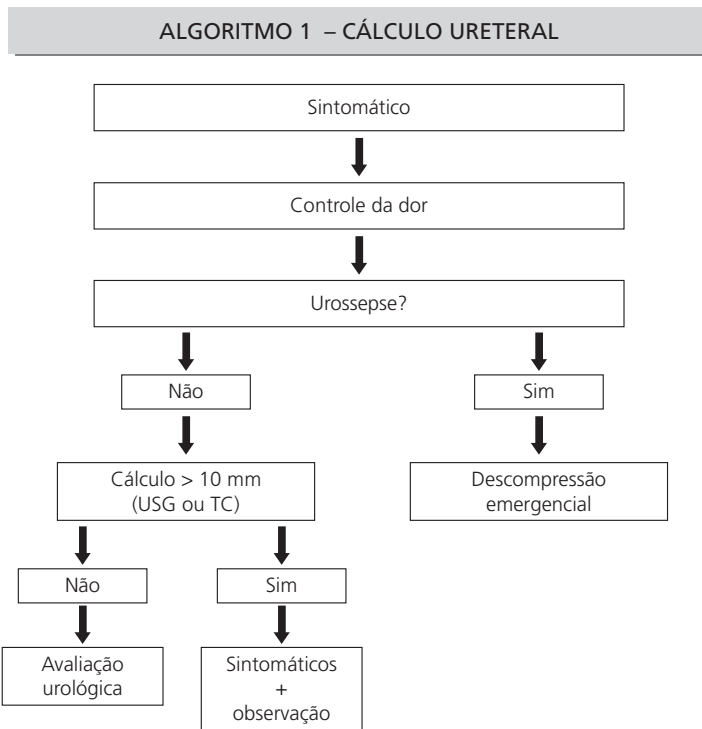 ALGORITMO 1 – CÁLCULO URETERAL
Sintomático
Controle da dor
Urossepse?
Não
Sim
Cálculo > 10 mm
(USG ou TC)
Descompressão
emergencial
Não
Sim
Avaliação
urológica
Sintomáticos
+
observação